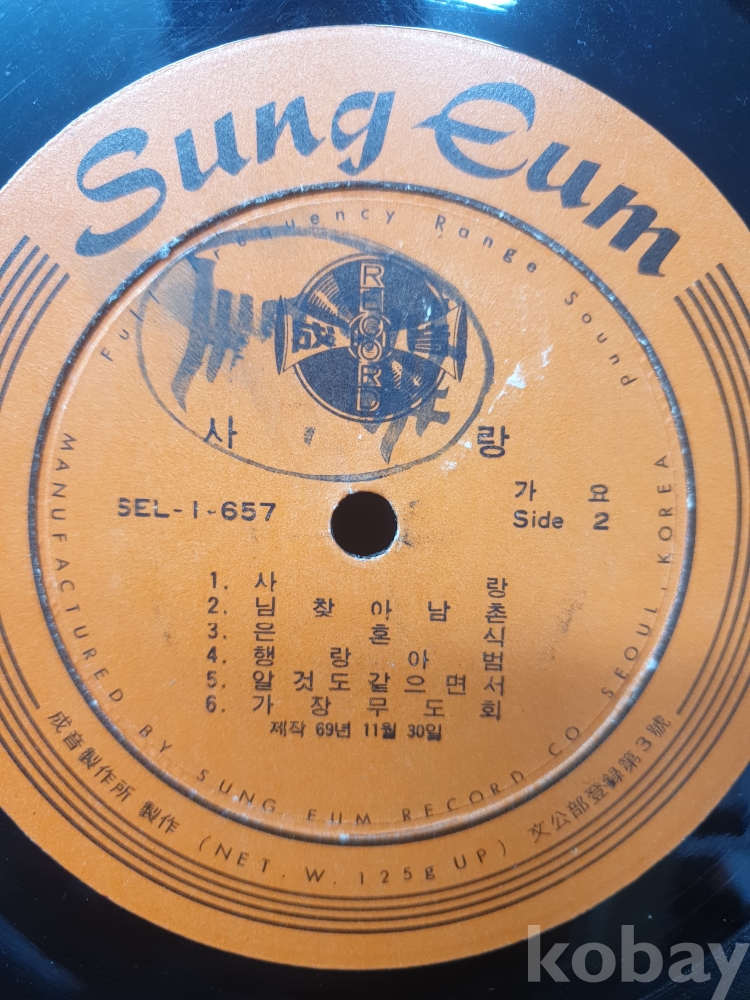 Sung Eum
Full Frequency Range Sound
RECORD
成音
사 랑
SEL-1-657
가 요
Side 2
1. 사 랑
2. 님 찾 아 남 촌
3. 은 혼 식
4. 행 랑 아 범
5. 알 것 도 같 으 면 서
6. 가 장 무 도 회
제작 69년 11월 30일
MANUFACTURED BY SUNG EUM RECORD CO. SEOUL, KOREA
成音製作所 製作 (NET. W. 125g UP) 文公部登録第3號
kobay